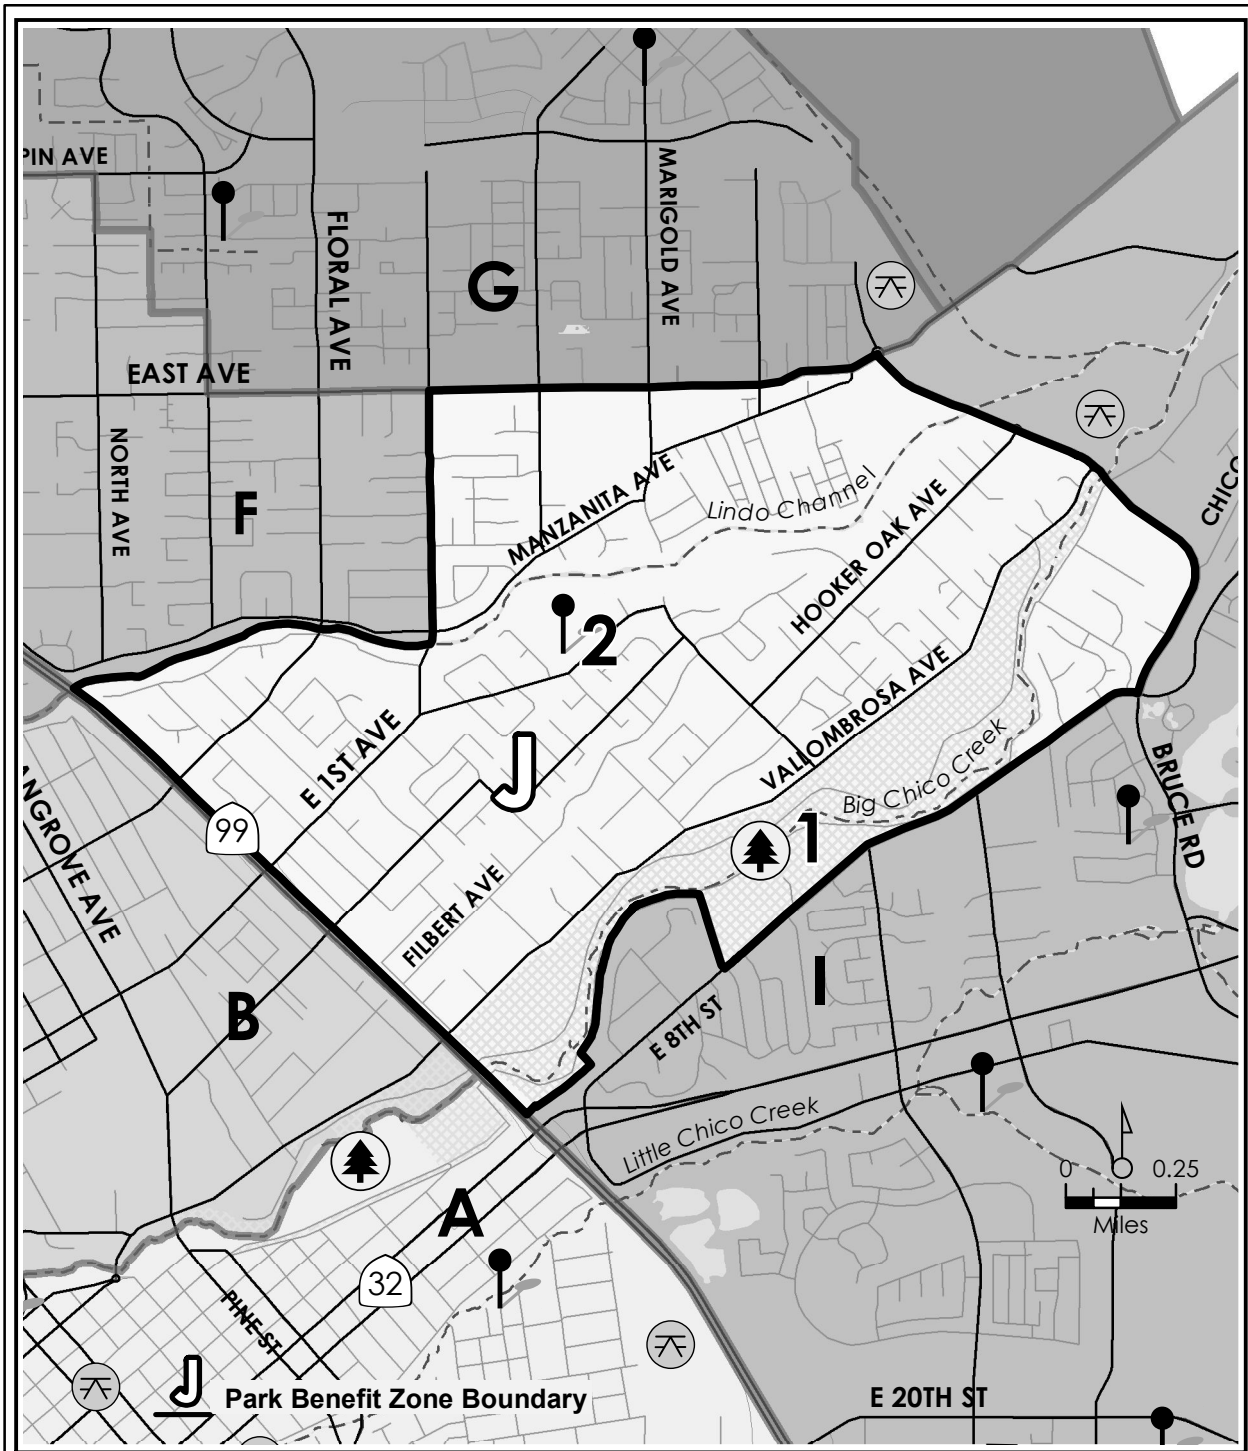 PIN AVE
FLORAL AVE
MARIGOLD AVE
G
EAST AVE
NORTH AVE
F
MANZANITA AVE
Lindo Channel
HOOKER OAK AVE
CHICO
2
VALLOMBROSA AVE
E 1ST AVE
J
Big Chico Creek
BRUCE RD
ANGROVE AVE
99
1
FILBERT AVE
B
I
E 8TH ST
Little Chico Creek
A
0 0.25
Miles
32
PINE ST
J Park Benefit Zone Boundary
E 20TH ST